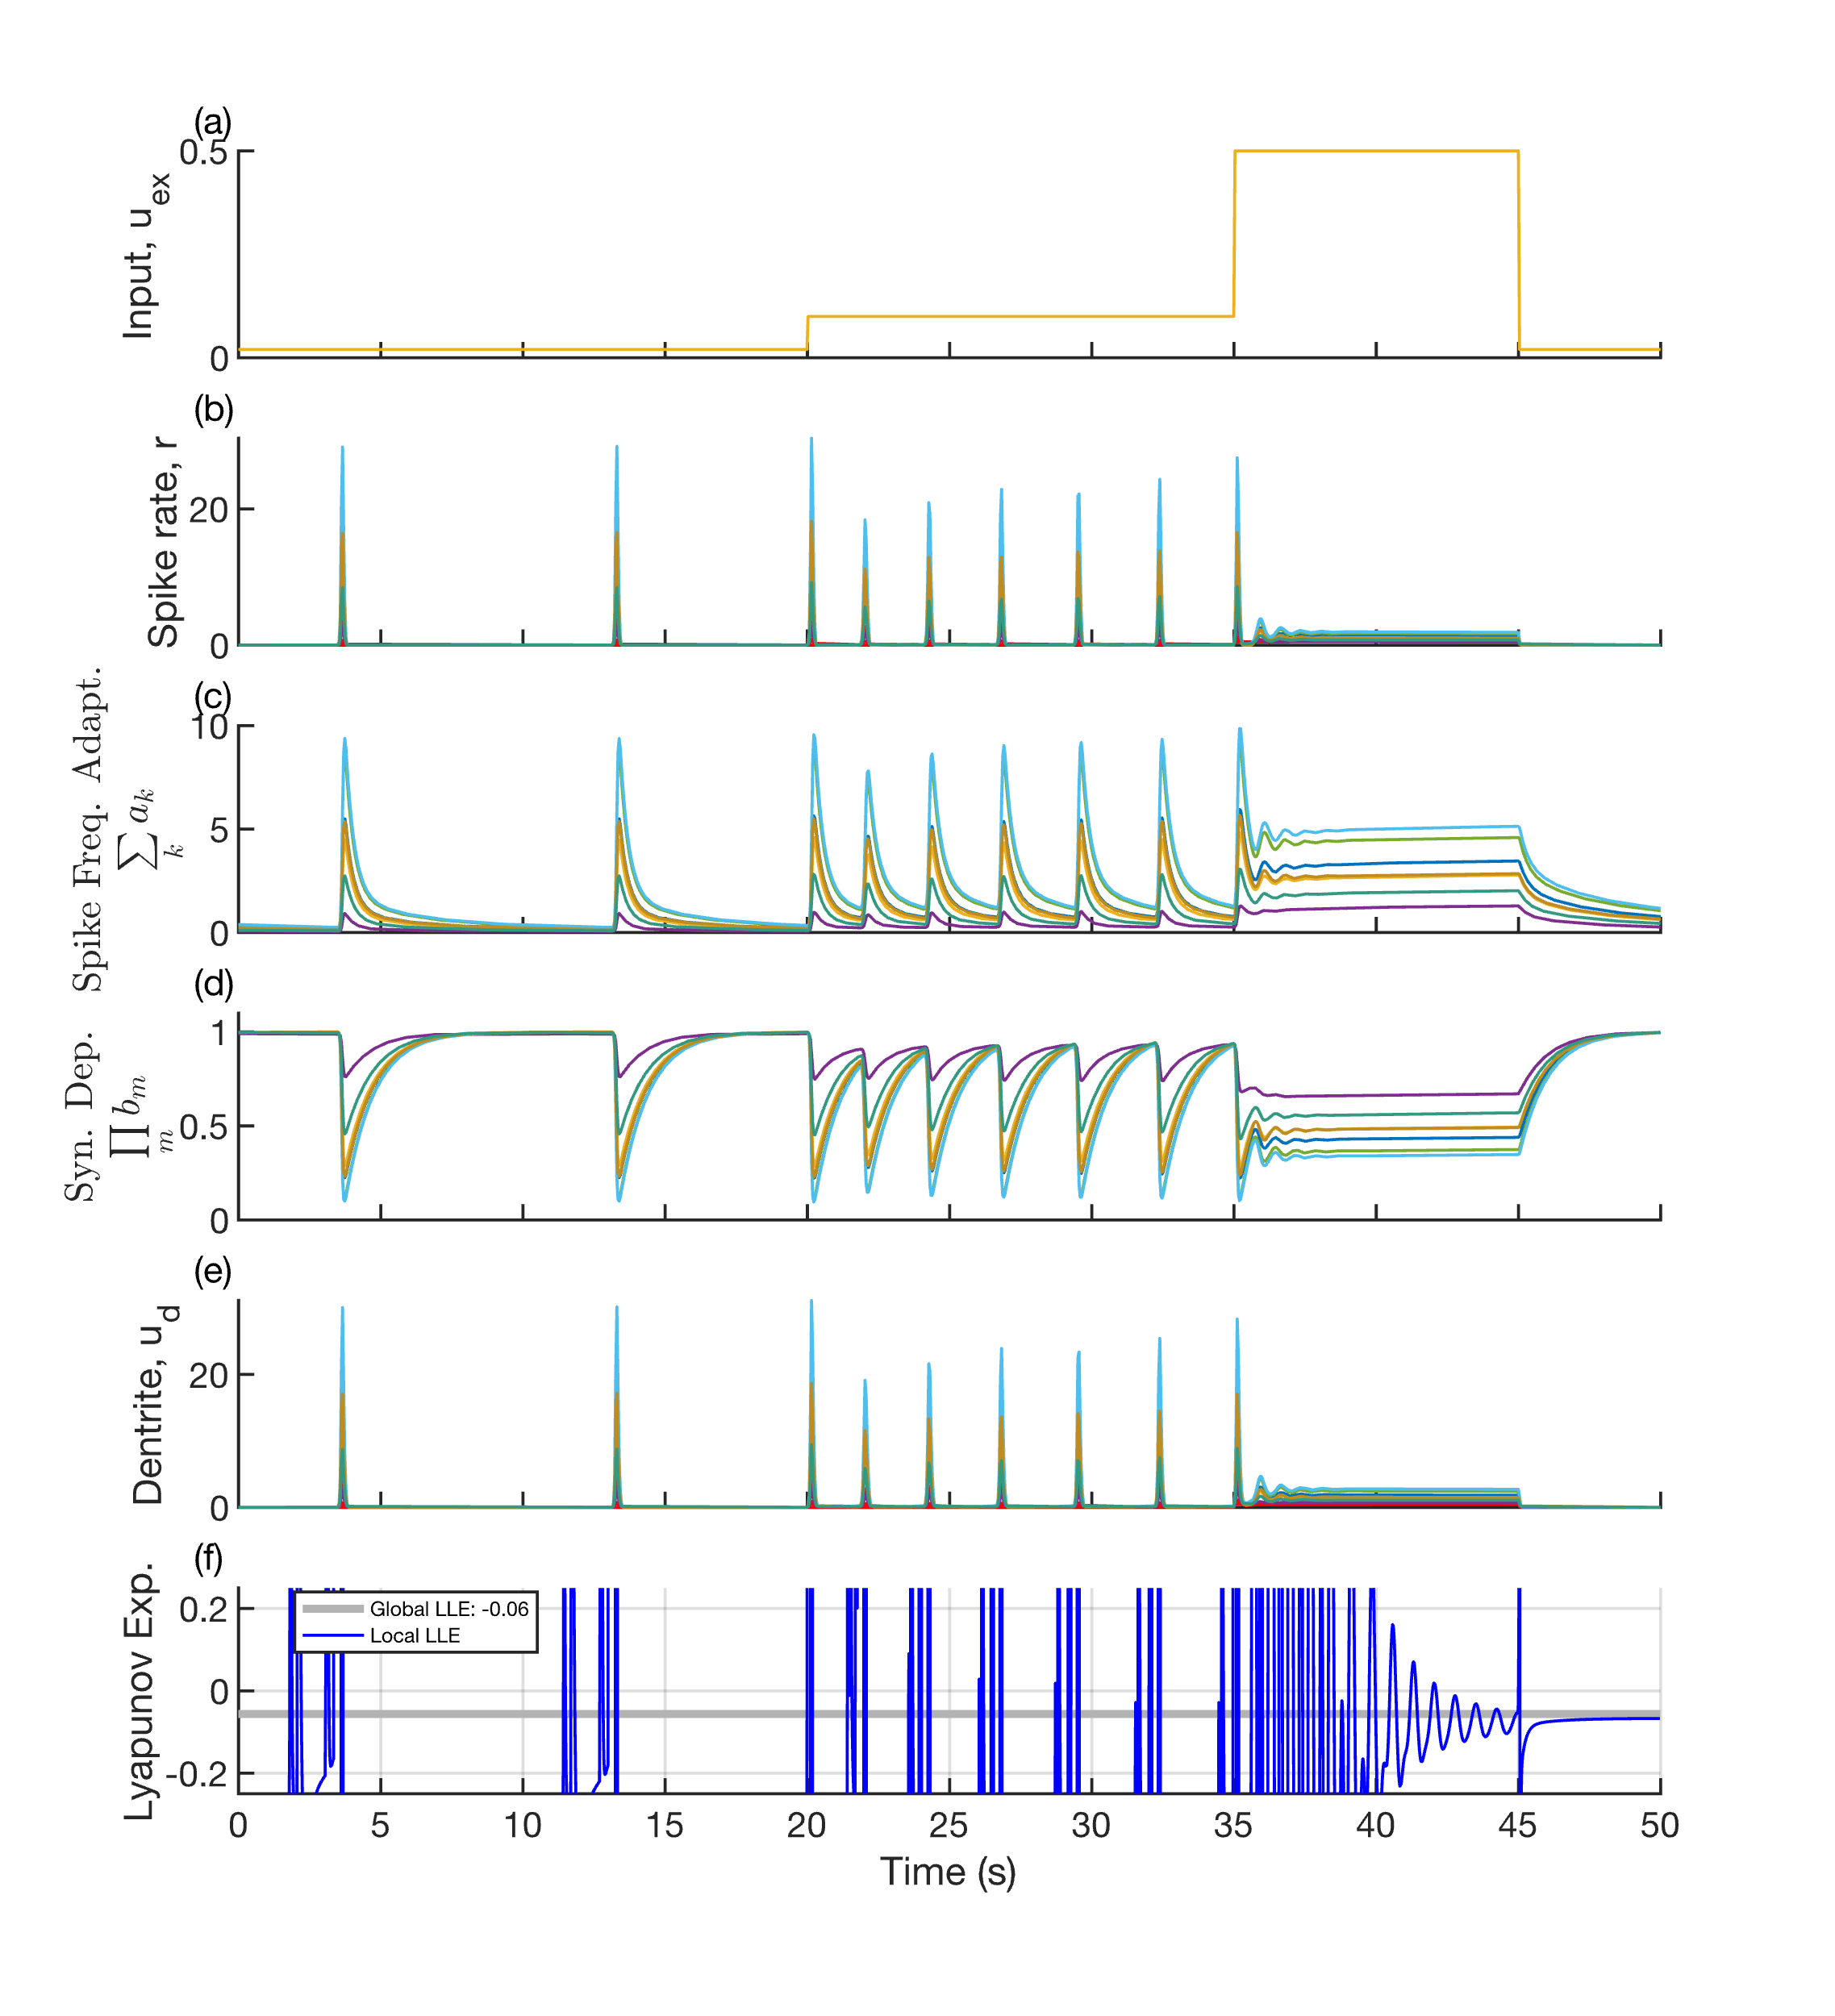 (a)
0.5
0
Input, u_ex
(b)
20
0
Spike rate, r
(c)
10
5
0
Spike Freq. Adapt.
∑_k a_k
(d)
1
0.5
0
Syn. Dep.
∏_m b_m
(e)
20
0
Dentrite, u_d
(f)
0.2
0
-0.2
Lyapunov Exp.
Global LLE: -0.06
Local LLE
0 5 10 15 20 25 30 35 40 45 50
Time (s)